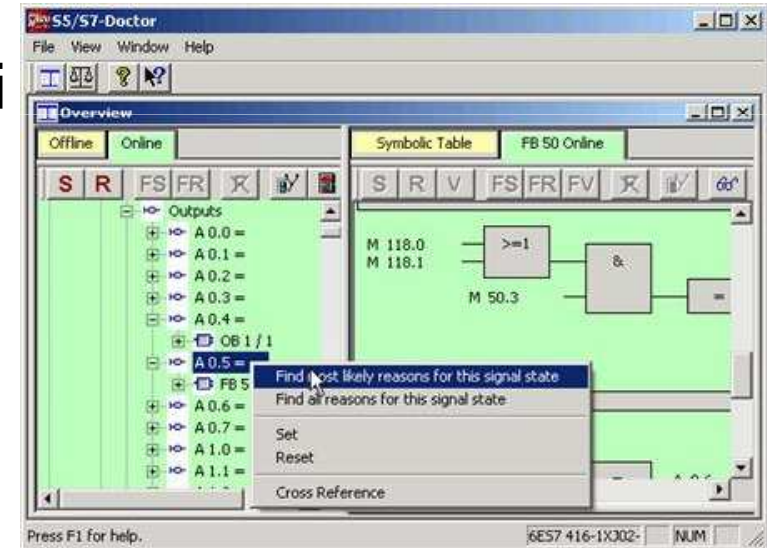 i
S5/S7-Doctor
File View Window Help
Overview
Offline Online
Symbolic Table FB 50 Online
S R FS FR
S R V FS FR FV
Outputs
A 0.0 =
A 0.1 =
A 0.2 =
A 0.3 =
A 0.4 =
OB 1 / 1
A 0.5 =
FB 5
A 0.6 =
A 0.7 =
A 1.0 =
A 1.1 =
M 118.0
M 118.1
>=1
&
M 50.3
=
Find most likely reasons for this signal state
Find all reasons for this signal state
Set
Reset
Cross Reference
Press F1 for help.
6ES7 416-1XJ02-
NUM